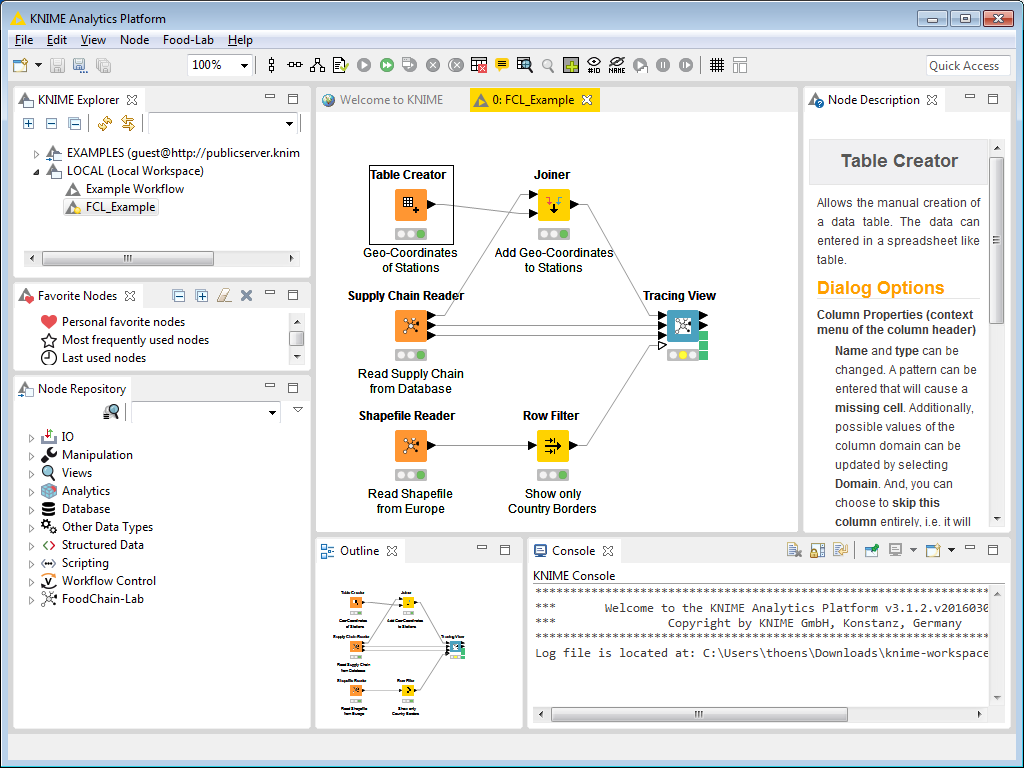 KNIME Analytics Platform
File Edit View Node Food-Lab Help
100%
#ID
NAME
Quick Access
KNIME Explorer
EXAMPLES (guest@http://publicserver.knim
LOCAL (Local Workspace)
Example Workflow
FCL_Example
Favorite Nodes
Personal favorite nodes
Most frequently used nodes
Last used nodes
Node Repository
IO
Manipulation
Views
Analytics
Database
Other Data Types
Structured Data
Scripting
Workflow Control
FoodChain-Lab
Welcome to KNIME
0: FCL_Example
Table Creator
Geo-Coordinates
of Stations
Joiner
Add Geo-Coordinates
to Stations
Supply Chain Reader
Read Supply Chain
from Database
Tracing View
Shapefile Reader
Read Shapefile
from Europe
Row Filter
Show only
Country Borders
Node Description
Table Creator
Allows the manual creation of
a data table. The data can
entered in a spreadsheet like
table.
Dialog Options
Column Properties (context
menu of the column header)
Name and type can be
changed. A pattern can be
entered that will cause a
missing cell. Additionally,
possible values of the
column domain can be
updated by selecting
Domain. And, you can
choose to skip this
column entirely, i.e. it will
Outline
Table Creator
Geo-Coordinates
of Stations
Joiner
Add Geo-Coordinates
to Stations
Supply Chain Reader
Read Supply Chain
from Database
Tracing View
Shapefile Reader
Read Shapefile
from Europe
Row Filter
Show only
Country Borders
Console
KNIME Console
*** Welcome to the KNIME Analytics Platform v3.1.2.v2016030
*** Copyright by KNIME GmbH, Konstanz, Germany
Log file is located at: C:\Users\thoens\Downloads\knime-workspace